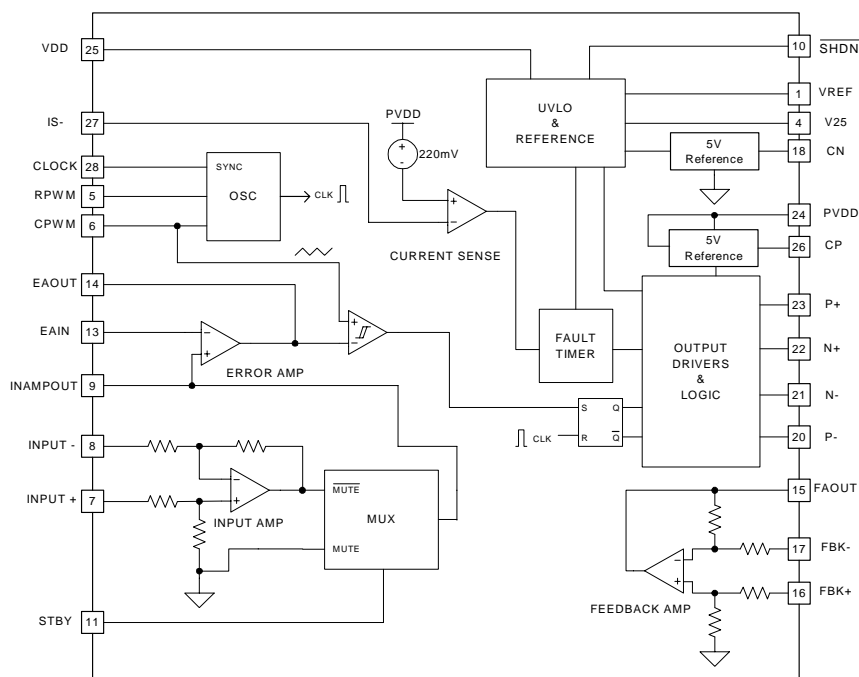 VDD 25
10 SHDN
1 VREF
UVLO
&
REFERENCE
4 V25
IS- 27
PVDD
+
-
220mV
5V
Reference
18 CN
CLOCK 28
SYNC
OSC
CLK
RPWM 5
CPWM 6
+
−
CURRENT SENSE
24 PVDD
5V
Reference
26 CP
EAOUT 14
EAIN 13
−
+
ERROR AMP
+
−
FAULT
TIMER
OUTPUT
DRIVERS
&
LOGIC
23 P+
22 N+
21 N-
20 P-
INAMPOUT 9
S Q
R Q
CLK
INPUT - 8
INPUT + 7
−
+
INPUT AMP
MUTE
MUX
MUTE
STBY 11
15 FAOUT
17 FBK-
−
+
16 FBK+
FEEDBACK AMP